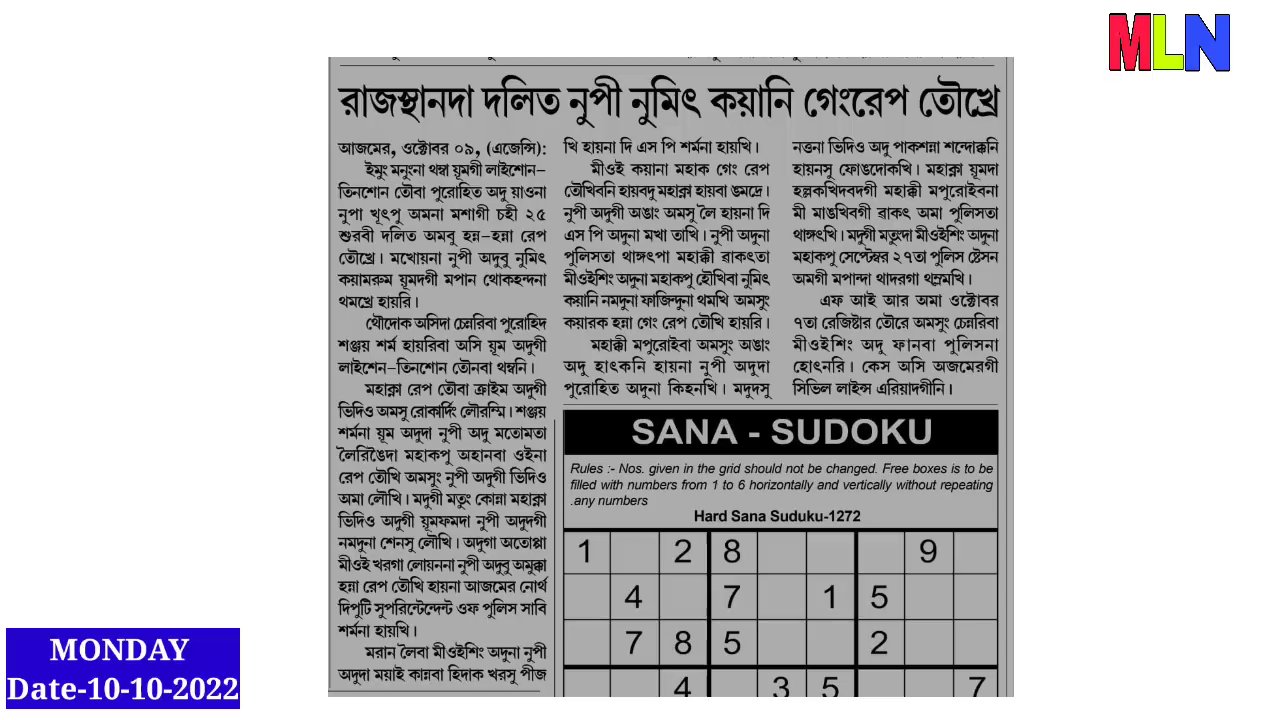 MLN
রাজস্থানদা দলিত নুপী নুমিৎ কয়ানি গেংরেপ তৌখ্রে
আজমের, ওক্টোবর ০৯, (এজেন্সি):
ইমুং মনুংনা থম্বা য়ূমগী লাইশোন–
তিনশোন তৌবা পুরোহিত অদু য়াওনা
নুপা খূৎপু অমনা মশাগী চহী ২৫
শুরবী দলিত অমবু হন্ন–হন্না রেপ
তৌখ্রে। মখোয়না নুপী অদুবু নুমিৎ
কয়ামরুম য়ূমদগী মপান থোকহন্দনা
থমখ্রে হায়রি।
থৌদোক অসিদা চেন্নরিবা পুরোহিদ
শঞ্জয় শর্ম হায়রিবা অসি য়ূম অদুগী
লাইশেন–তিনশোন তৌনবা থম্বনি।
মহাক্না রেপ তৌবা ক্রাইম অদুগী
ভিদিও অমসু রোকার্দিং লৌরম্মি। শঞ্জয়
শর্মনা য়ূম অদুদা নুপী অদু মতোমতা
লৈরিঙৈদা মহাকপু অহানবা ওইনা
রেপ তৌখি অমসুং নুপী অদুগী ভিদিও
অমা লৌখি। মদুগী মতুং কোন্না মহাক্না
ভিদিও অদুগী য়ূমফমদা নুপী অদুদগী
নমদুনা শেনসু লৌখি। অদুগা অতোপ্পা
মীওই খরগা লোয়ননা নুপী অদুবু অমুক্কা
হন্না রেপ তৌখি হায়না আজমের নোর্থ
দিপুটি সুপরিন্টেন্দেন্ট ওফ পুলিস সাবি
শর্মনা হায়খি।
মরান লৈবা মীওইশিং অদুনা নুপী
অদুদা ময়াই কান্নবা হিদাক খরসু পীজ
খি হায়না দি এস পি শর্মনা হায়খি।
মীওই কয়ানা মহাক গেং রেপ
তৌখিবনি হায়বদু মহাক্না হায়বা ঙমদ্রে।
নুপী অদুগী অঙাং অমসু লৈ হায়না দি
এস পি অদুনা মখা তাখি। নুপী অদুনা
পুলিসতা থাঙ্গৎপা মহাক্কী ৱাকৎতা
মীওইশিং অদুনা মহাকপু হৌখিবা নুমিৎ
কয়ানি নমদুনা ফাজিন্দুনা থমখি অমসুং
কয়ারক হন্না গেং রেপ তৌখি হায়রি।
মহাক্কী মপুরোইবা অমসুং অঙাং
অদু হাৎকনি হায়না নুপী অদুদা
পুরোহিত অদুনা কিহনখি। মদুদসু
নত্তনা ভিদিও অদু পাকশন্না শন্দোক্কনি
হায়নসু ফোঙদোকখি। মহাক্না য়ূমদা
হল্লকখিদবদগী মহাক্কী মপুরোইবনা
মী মাঙখিবগী ৱাকৎ অমা পুলিসতা
থাঙ্গৎখি। মদুগী মতুংদা মীওইশিং অদুনা
মহাকপু সেপ্টেম্বর ২৭তা পুলিস ষ্টেসন
অমগী মপান্দা থাদরগা থন্নমখি।
এফ আই আর অমা ওক্টোবর
৭তা রেজিষ্টার তৌরে অমসুং চেন্নরিবা
মীওইশিং অদু ফানবা পুলিসনা
হোৎনরি। কেস অসি অজমেরগী
সিভিল লাইন্স এরিয়াদগীনি।
SANA - SUDOKU
Rules :- Nos. given in the grid should not be changed. Free boxes is to be
filled with numbers from 1 to 6 horizontally and vertically without repeating
.any numbers
Hard Sana Suduku-1272
1 2 8 9
4 7 1 5
7 8 5 2
4 3 5 7
MONDAY
Date-10-10-2022